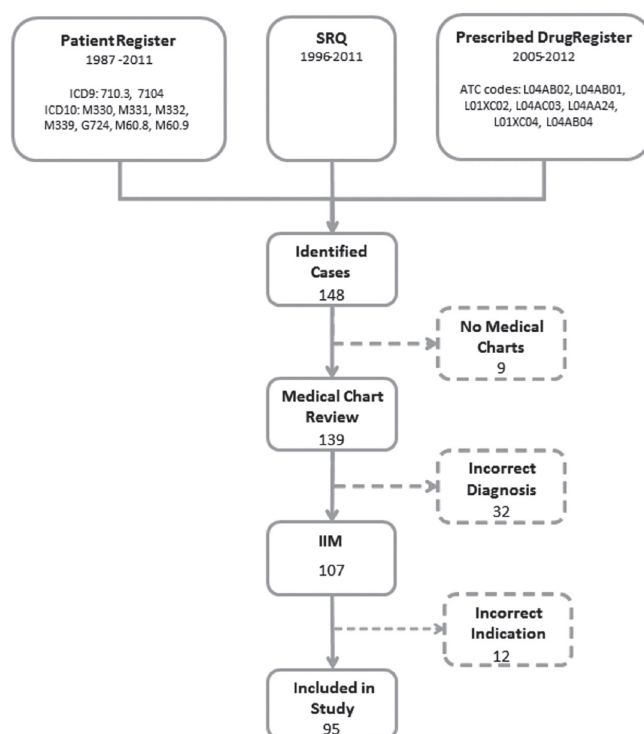 Patient Register
1987 -2011
ICD9: 710.3, 7104
ICD10: M330, M331, M332,
M339, G724, M60.8, M60.9
SRQ
1996-2011
Prescribed DrugRegister
2005-2012
ATC codes: L04AB02, L04AB01,
L01XC02, L04AC03, L04AA24,
L01XC04, L04AB04
Identified
Cases
148
No Medical
Charts
9
Medical Chart
Review
139
Incorrect
Diagnosis
32
IIM
107
Incorrect
Indication
12
Included in
Study
95